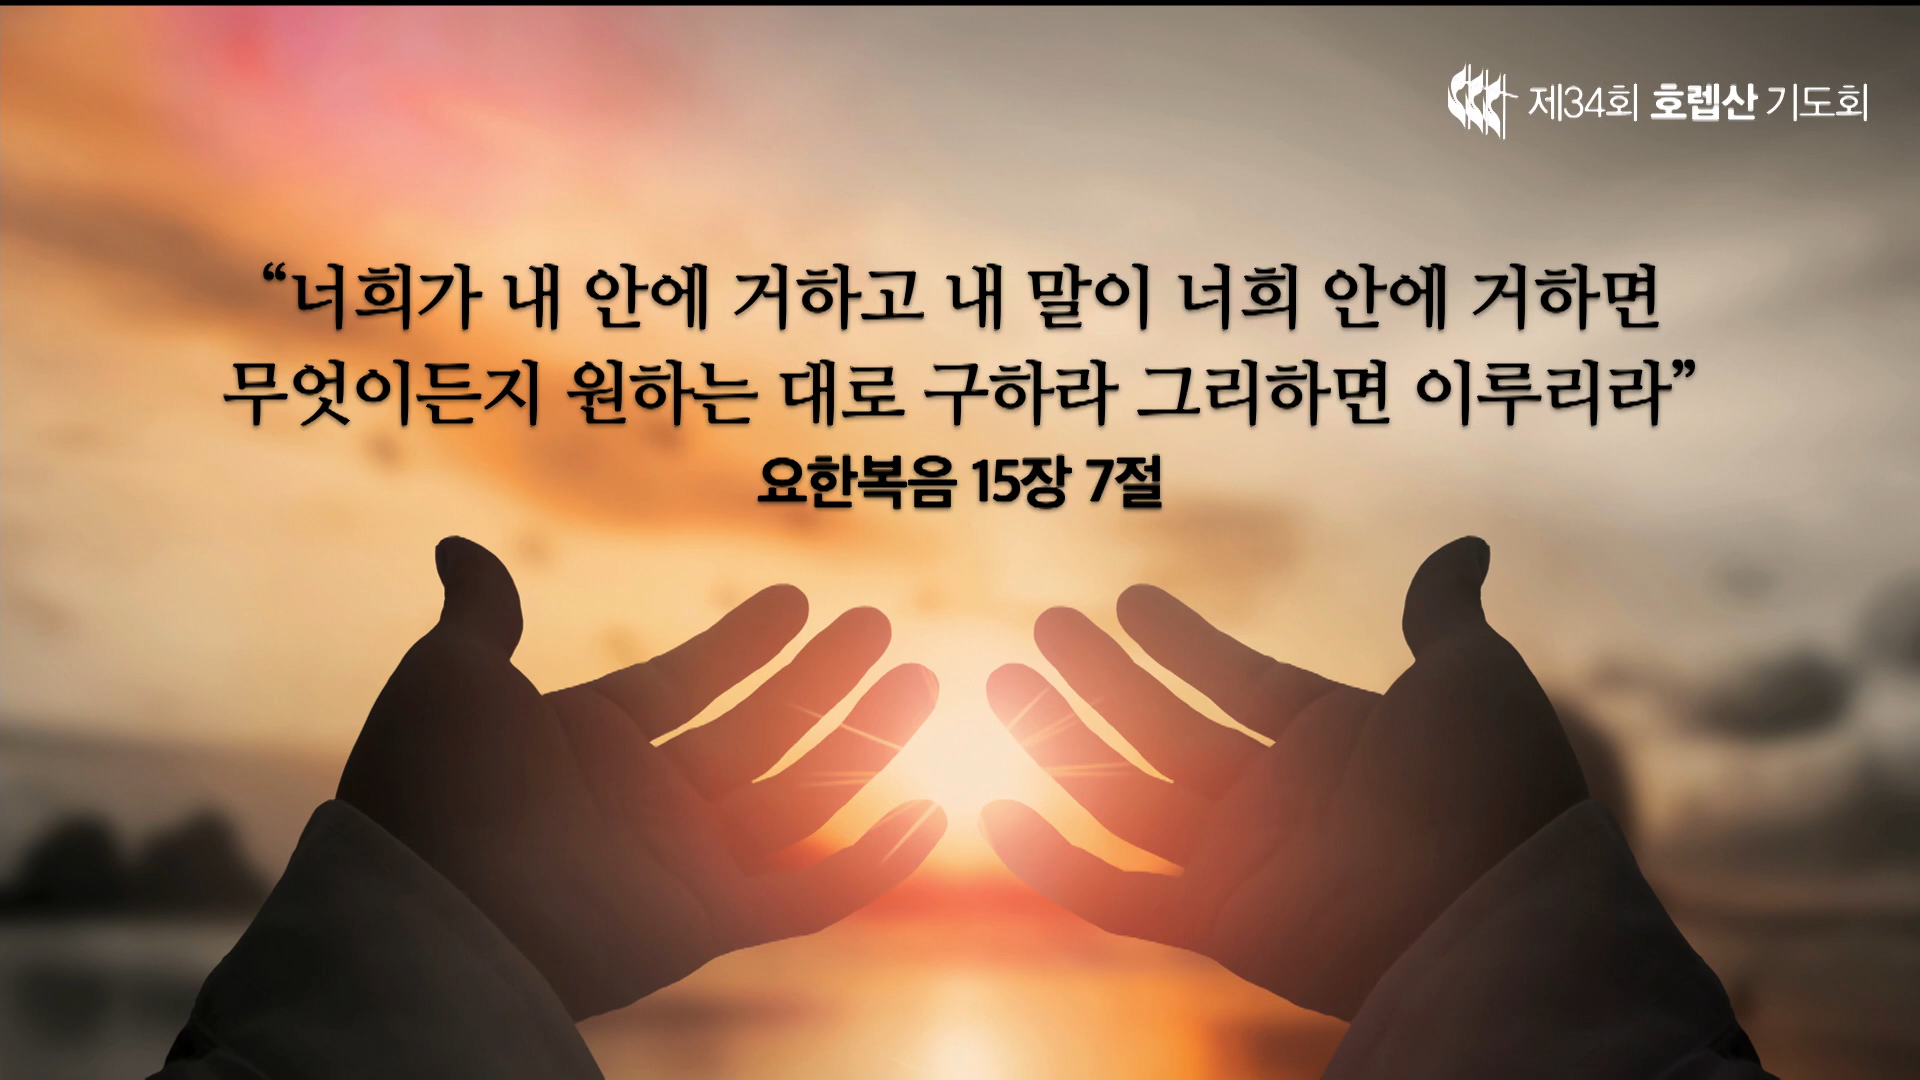 제34회 호렙산 기도회
“너희가 내 안에 거하고 내 말이 너희 안에 거하면
무엇이든지 원하는 대로 구하라 그리하면 이루리라”
요한복음 15장 7절